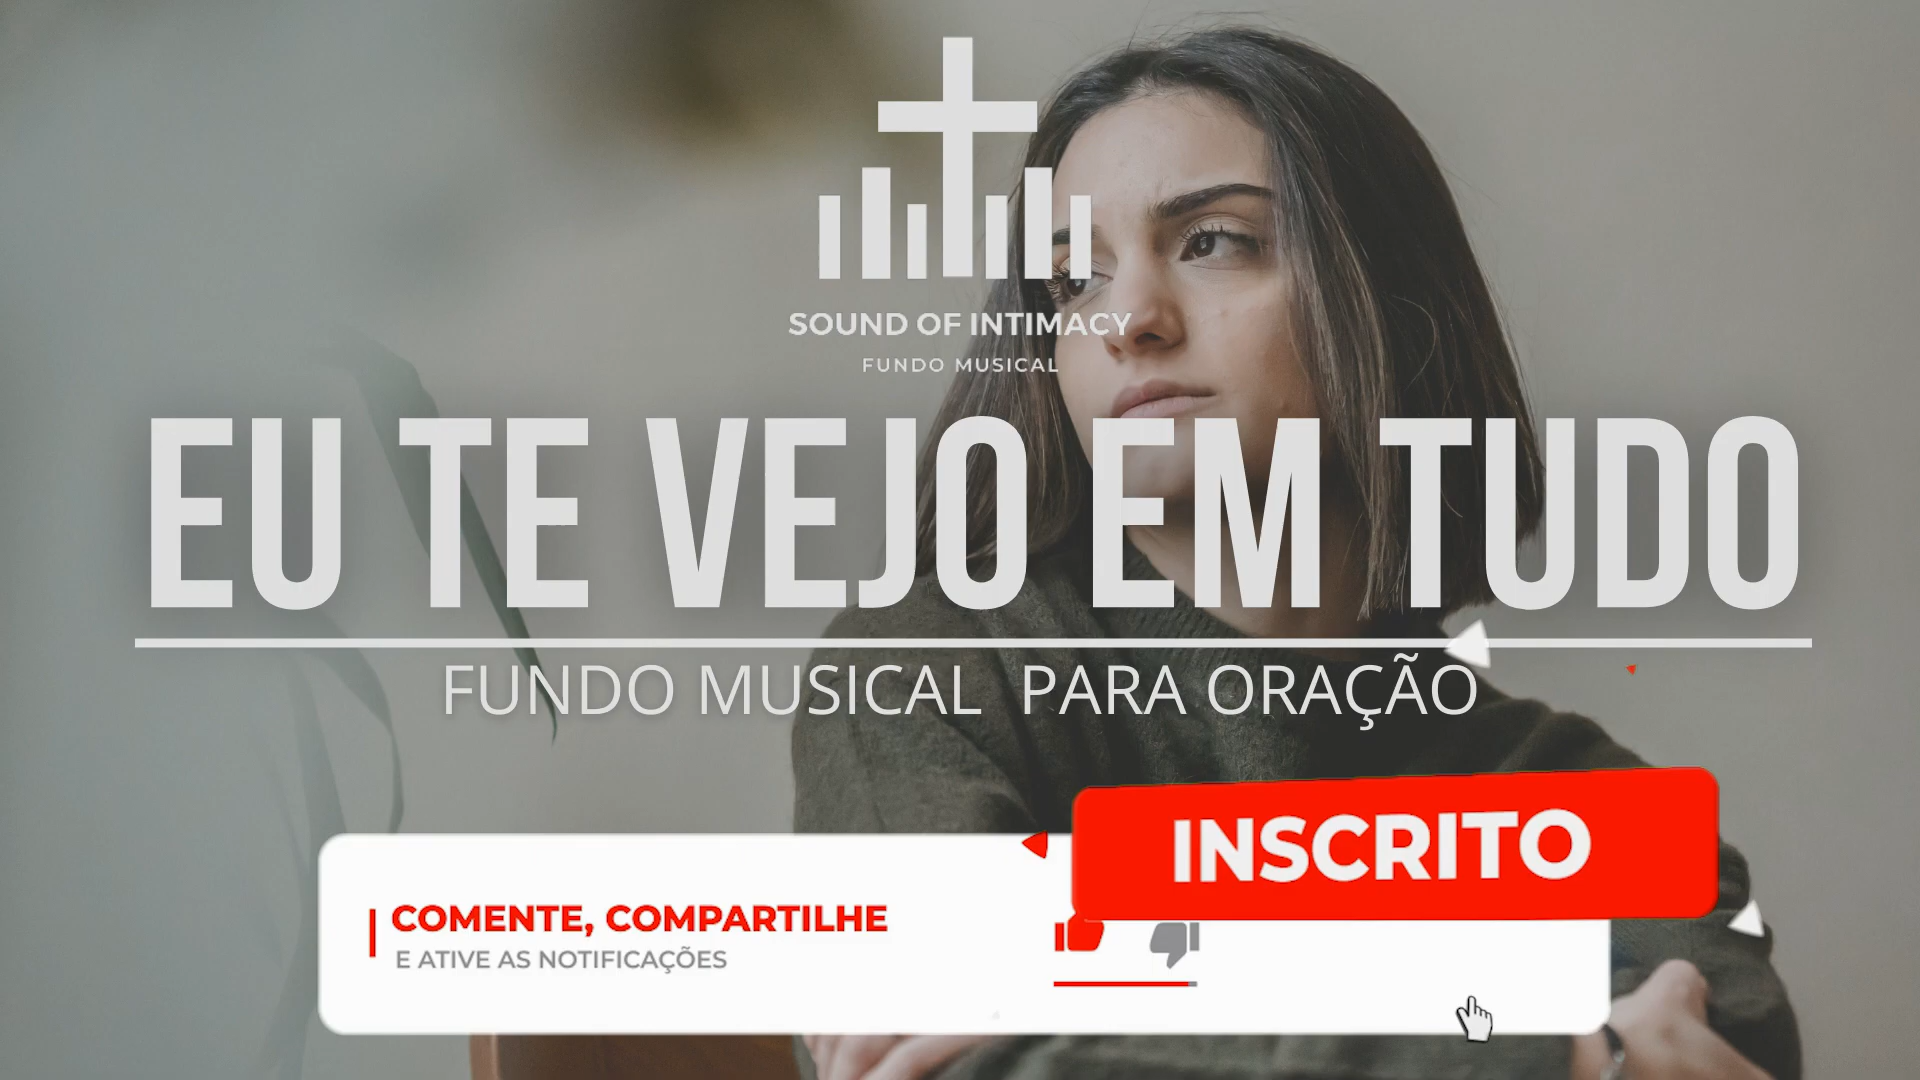 SOUND OF INTIMACY
FUNDO MUSICAL
EU TE VEJO EM TUDO
FUNDO MUSICAL PARA ORAÇÃO
INSCRITO
COMENTE, COMPARTILHE
E ATIVE AS NOTIFICAÇÕES